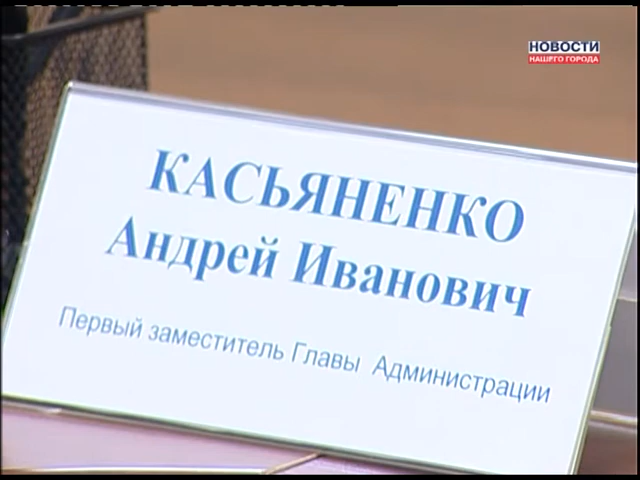 НОВОСТИ
НАШЕГО ГОРОДА
КАСЬЯНЕНКО
Андрей Иванович
Первый заместитель Главы Администрации